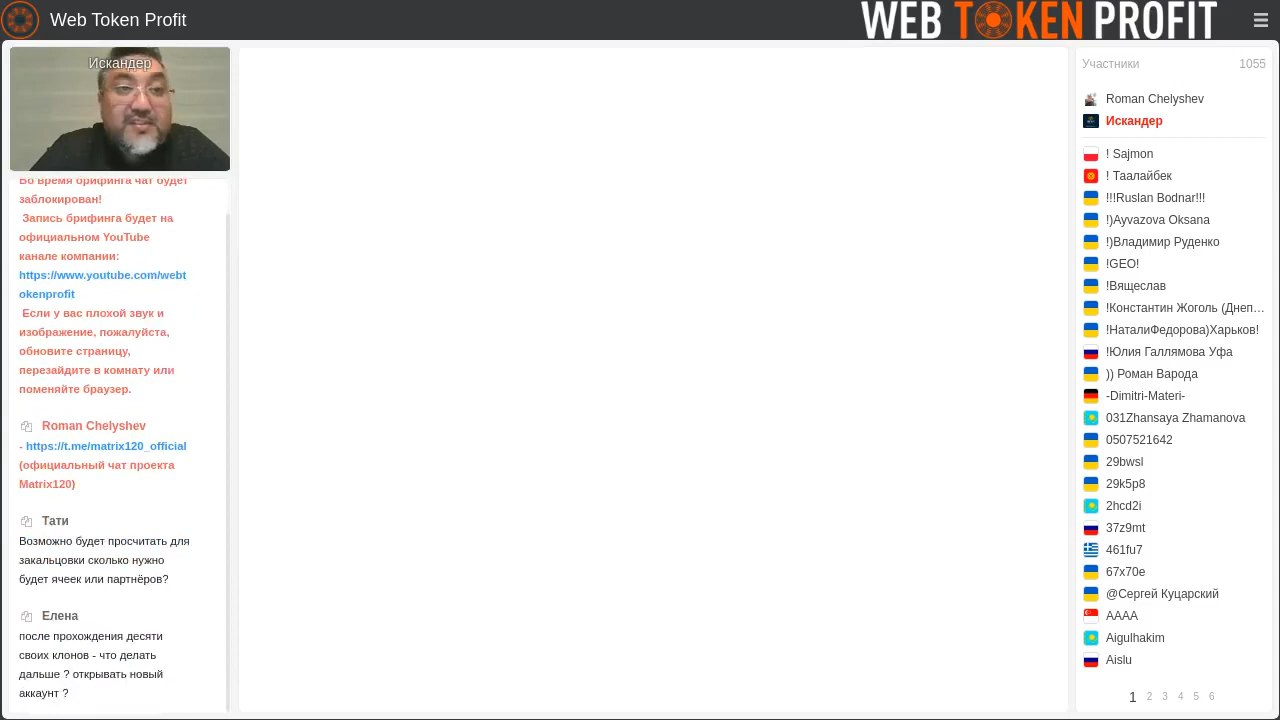 Web Token Profit
WEB TOKEN PROFIT
Искандер
Во время брифинга чат будет
заблокирован!
Запись брифинга будет на
официальном YouTube
канале компании:
https://www.youtube.com/webt
okenprofit
Если у вас плохой звук и
изображение, пожалуйста,
обновите страницу,
перезайдите в комнату или
поменяйте браузер.
Roman Chelyshev
- https://t.me/matrix120_official
(официальный чат проекта
Matrix120)
Тати
Возможно будет просчитать для
закальцовки сколько нужно
будет ячеек или партнёров?
Елена
после прохождения десяти
своих клонов - что делать
дальше ? открывать новый
аккаунт ?
Участники 1055
Roman Chelyshev
Искандер
! Sajmon
! Таалайбек
!!!Ruslan Bodnar!!!
!)Ayvazova Oksana
!)Владимир Руденко
!GEO!
!Вящеслав
!Константин Жоголь (Днеп…
!НаталиФедорова)Харьков!
!Юлия Галлямова Уфа
)) Роман Варода
-Dimitri-Materi-
031Zhansaya Zhamanova
0507521642
29bwsl
29k5p8
2hcd2i
37z9mt
461fu7
67x70e
@Сергей Куцарский
AAAA
Aigulhakim
Aislu
1 2 3 4 5 6